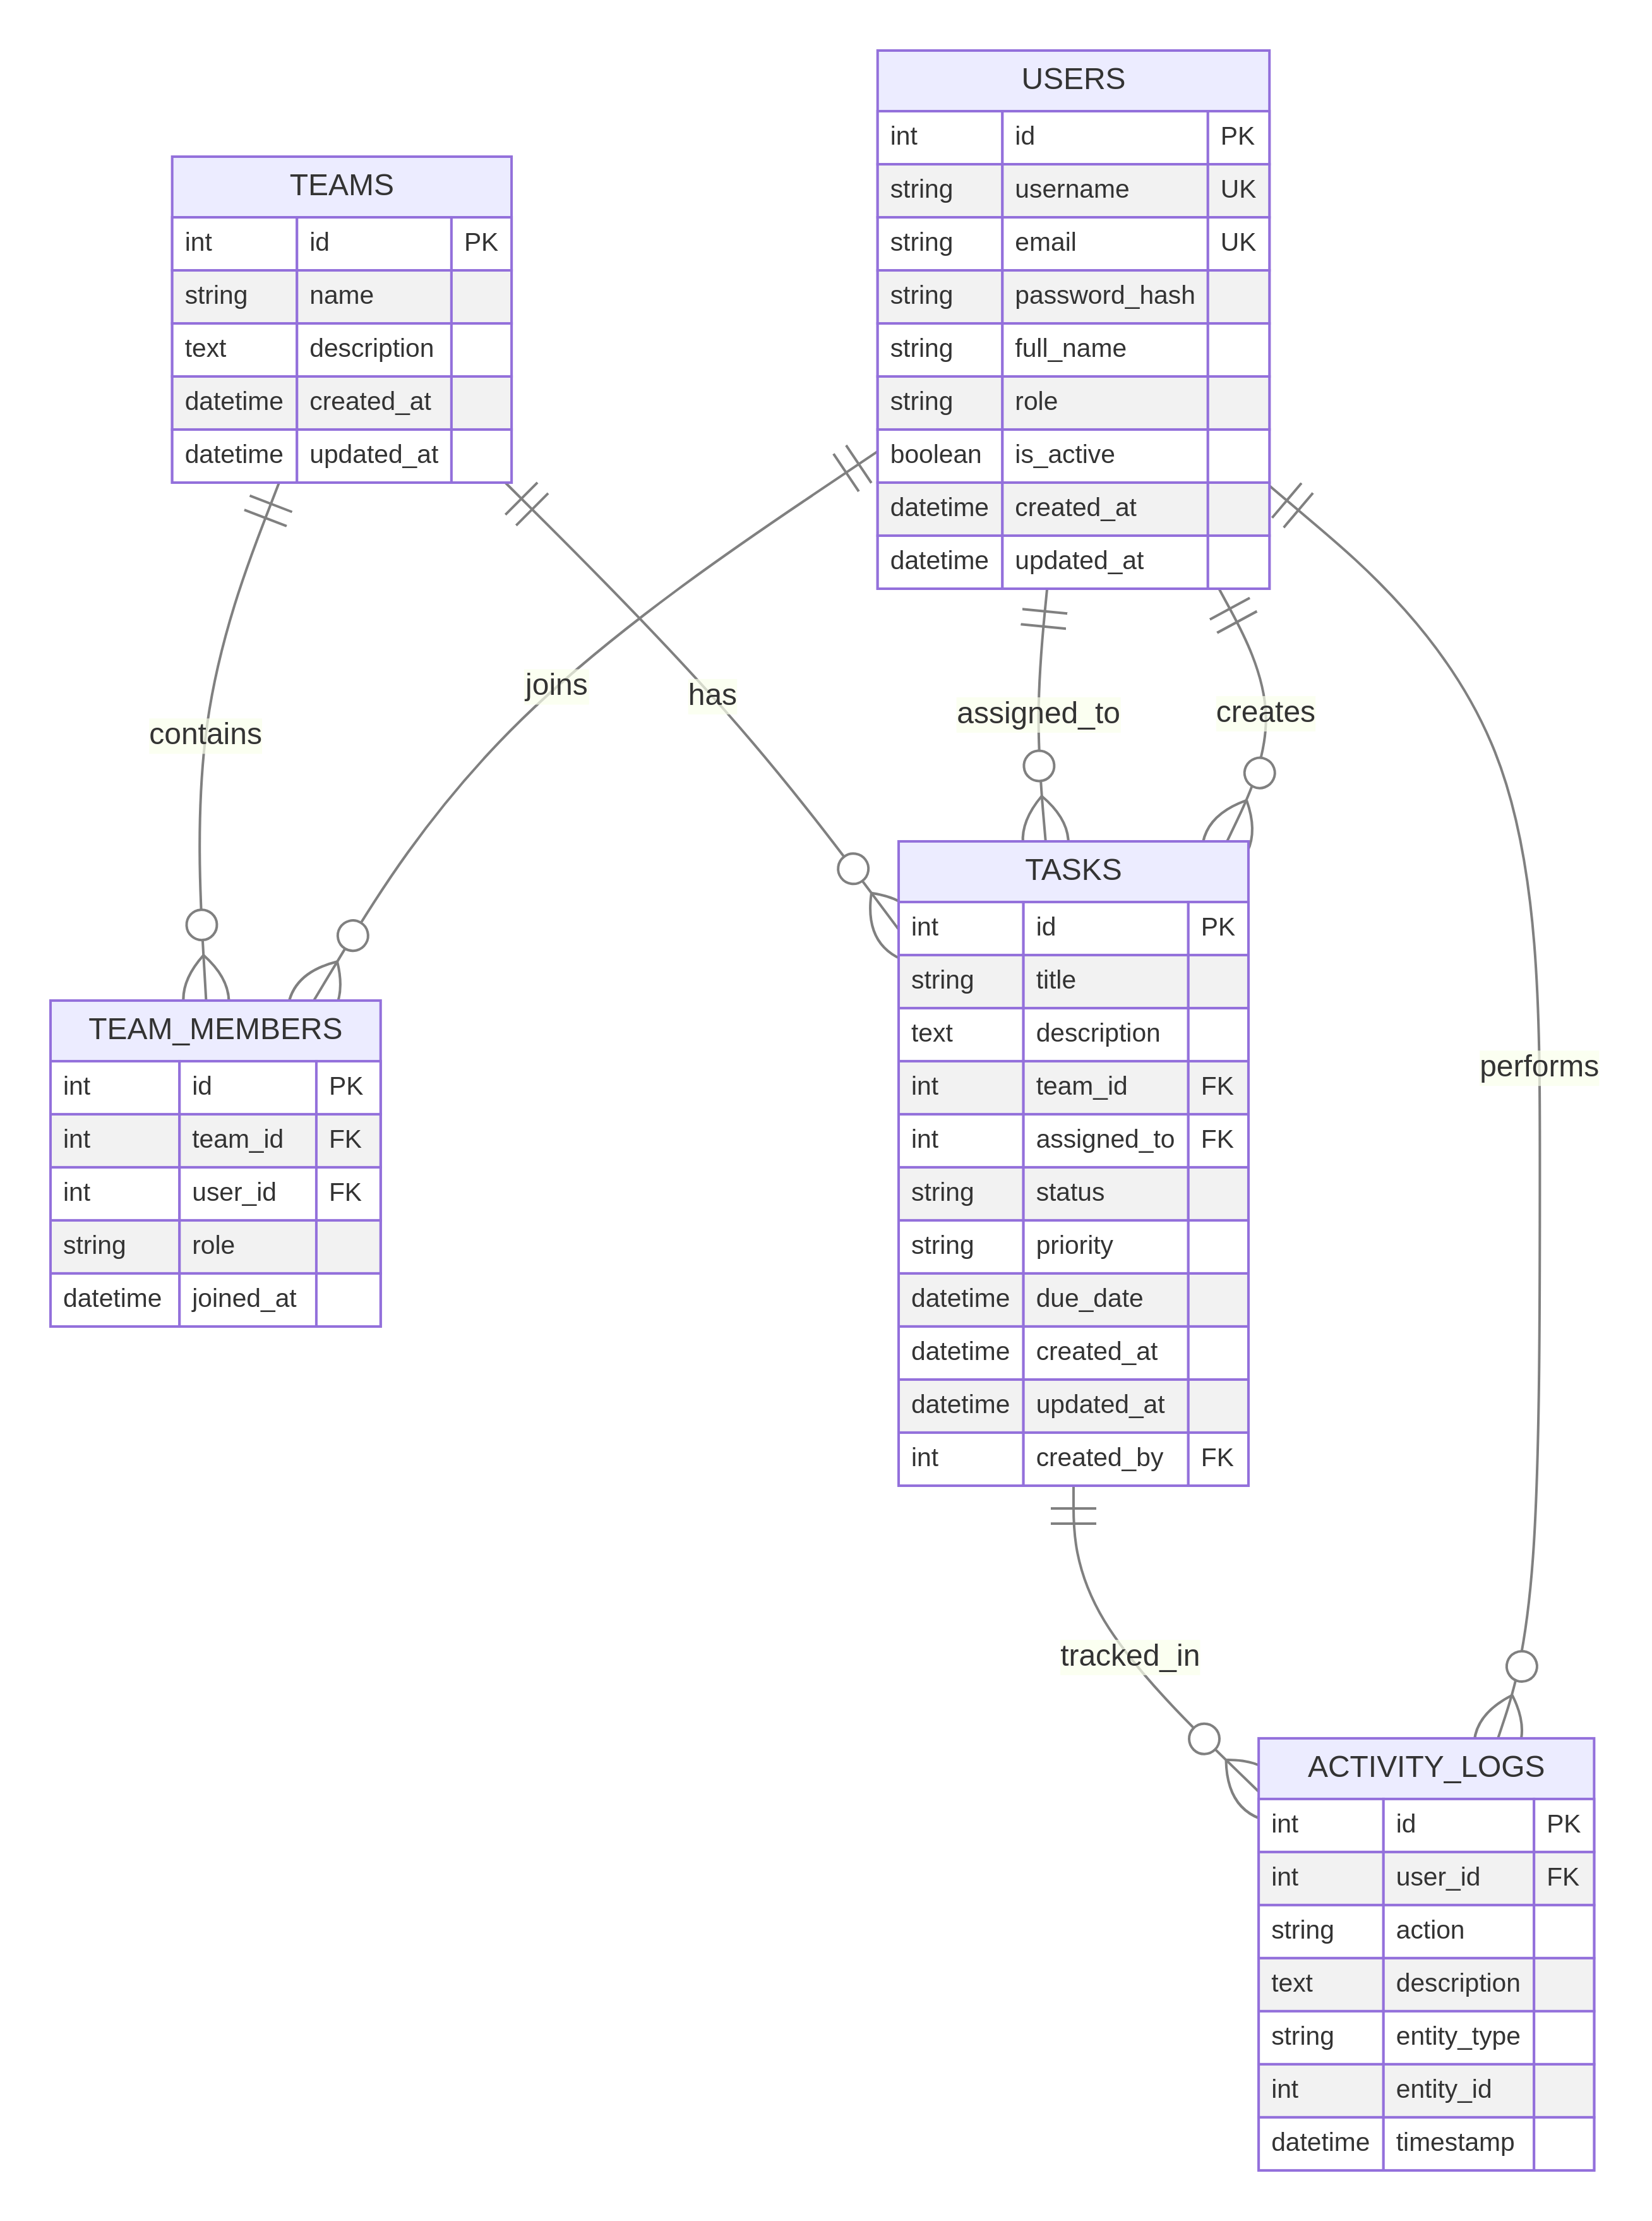 USERS
int id PK
string username UK
string email UK
string password_hash
string full_name
string role
boolean is_active
datetime created_at
datetime updated_at
TEAMS
int id PK
string name
text description
datetime created_at
datetime updated_at
joins
has
assigned_to
creates
contains
TASKS
int id PK
string title
text description
int team_id FK
int assigned_to FK
string status
string priority
datetime due_date
datetime created_at
datetime updated_at
int created_by FK
TEAM_MEMBERS
int id PK
int team_id FK
int user_id FK
string role
datetime joined_at
performs
tracked_in
ACTIVITY_LOGS
int id PK
int user_id FK
string action
text description
string entity_type
int entity_id
datetime timestamp